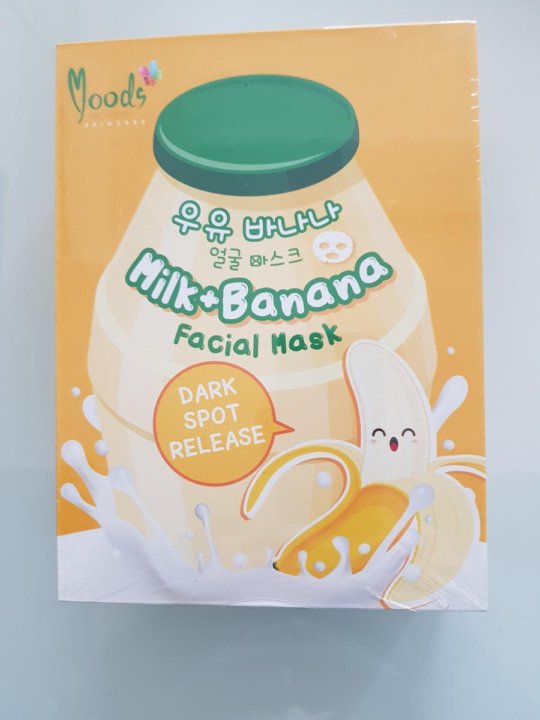 Moods
SKINCARE
우유 바나나
얼굴 마스크
Milk+Banana
Facial Mask
DARK
SPOT
RELEASE